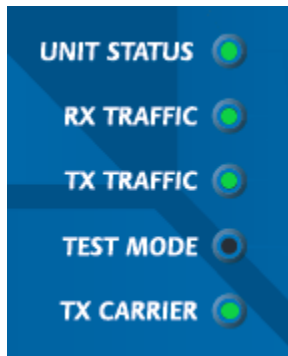 UNIT STATUS
RX TRAFFIC
TX TRAFFIC
TEST MODE
TX CARRIER